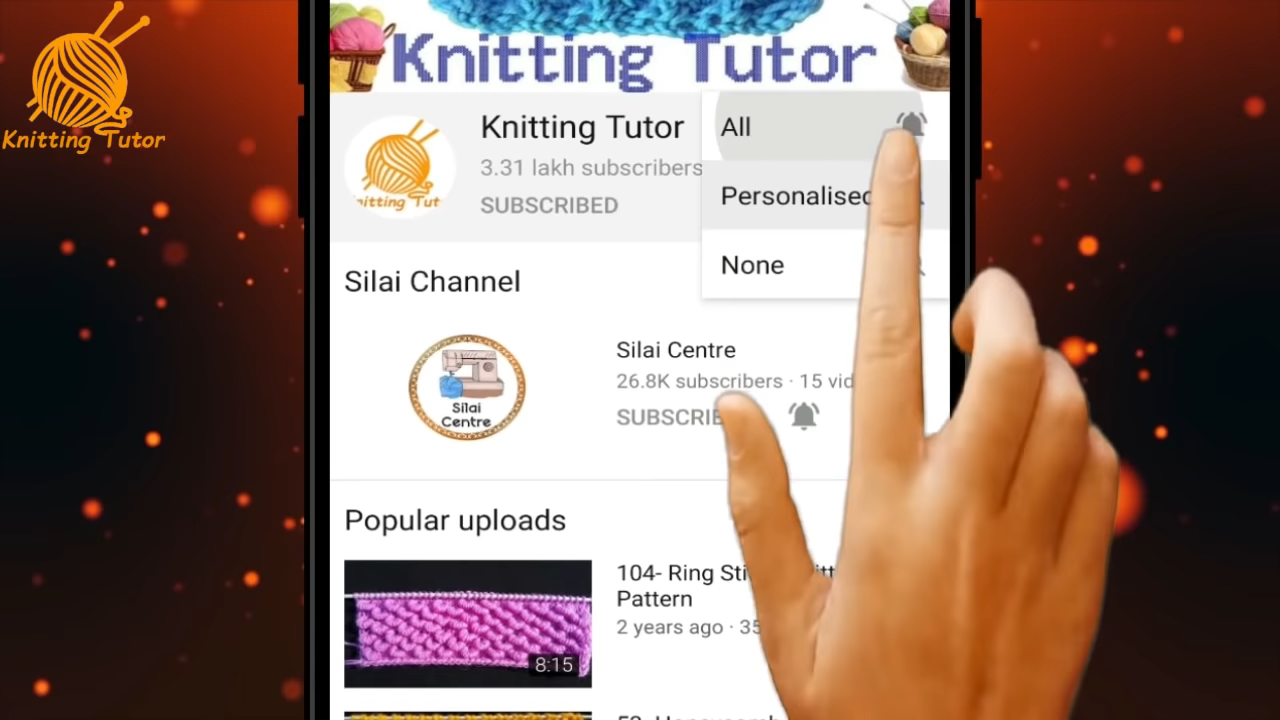 Knitting Tutor
Knitting Tutor
Knitting Tutor
3.31 lakh subscribers
SUBSCRIBED
All
Personalised
None
Silai Channel
Silai
Centre
Silai Centre
26.8K subscribers · 15 vid
SUBSCRIB
Popular uploads
104- Ring
Pattern
2 years ago · 35
8:15